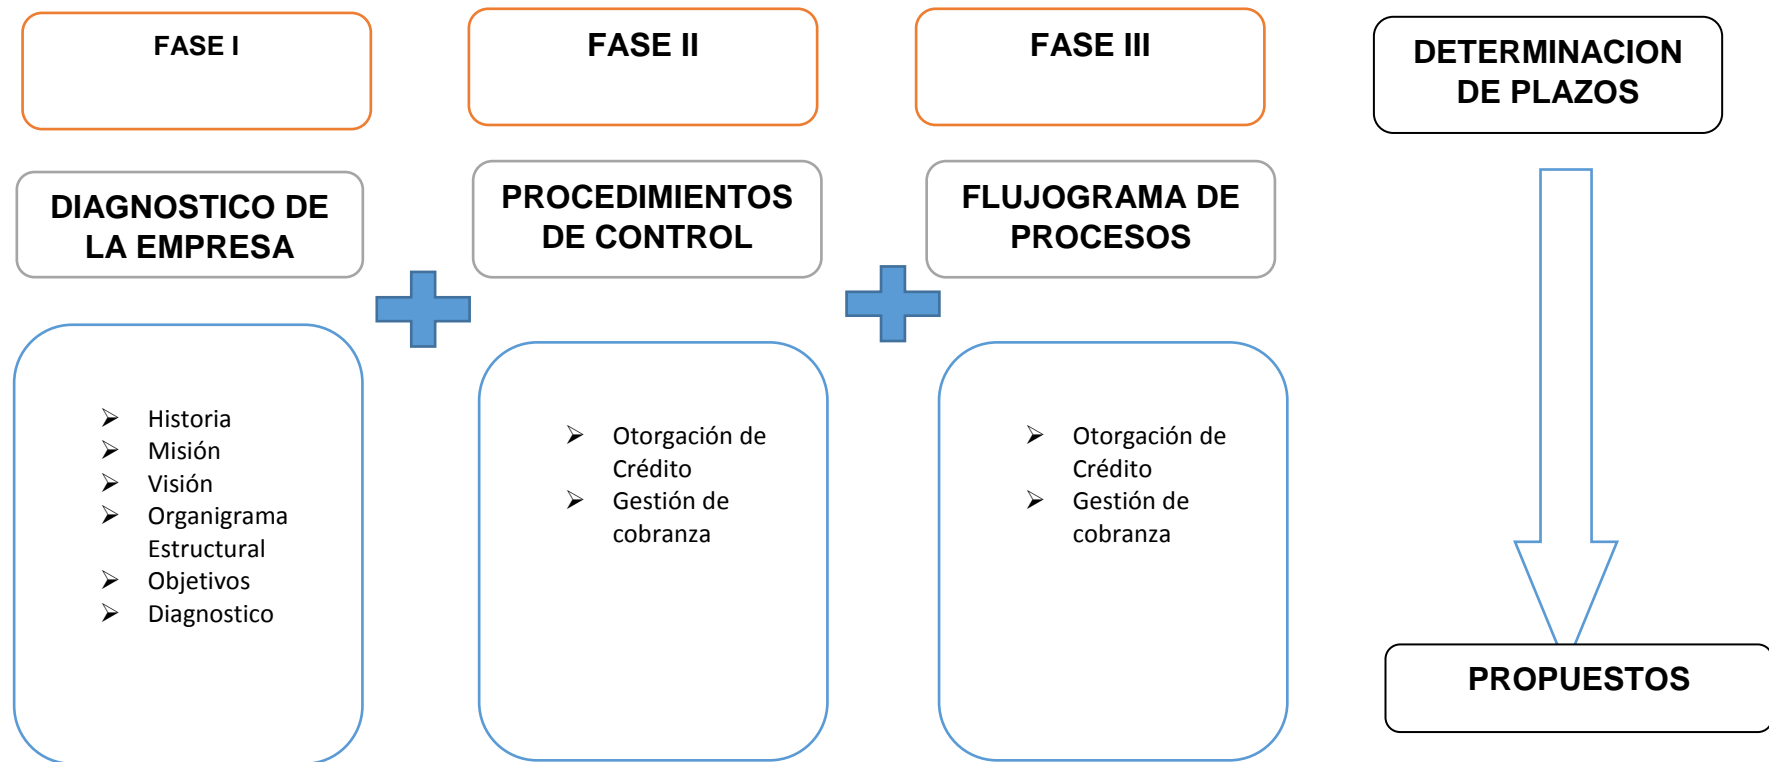 FASE I
FASE II
FASE III
DETERMINACION
DE PLAZOS
DIAGNOSTICO DE
LA EMPRESA
PROCEDIMIENTOS
DE CONTROL
FLUJOGRAMA DE
PROCESOS
Historia
Misión
Visión
Organigrama
Estructural
Objetivos
Diagnostico
Otorgación de
Crédito
Gestión de
cobranza
Otorgación de
Crédito
Gestión de
cobranza
PROPUESTOS